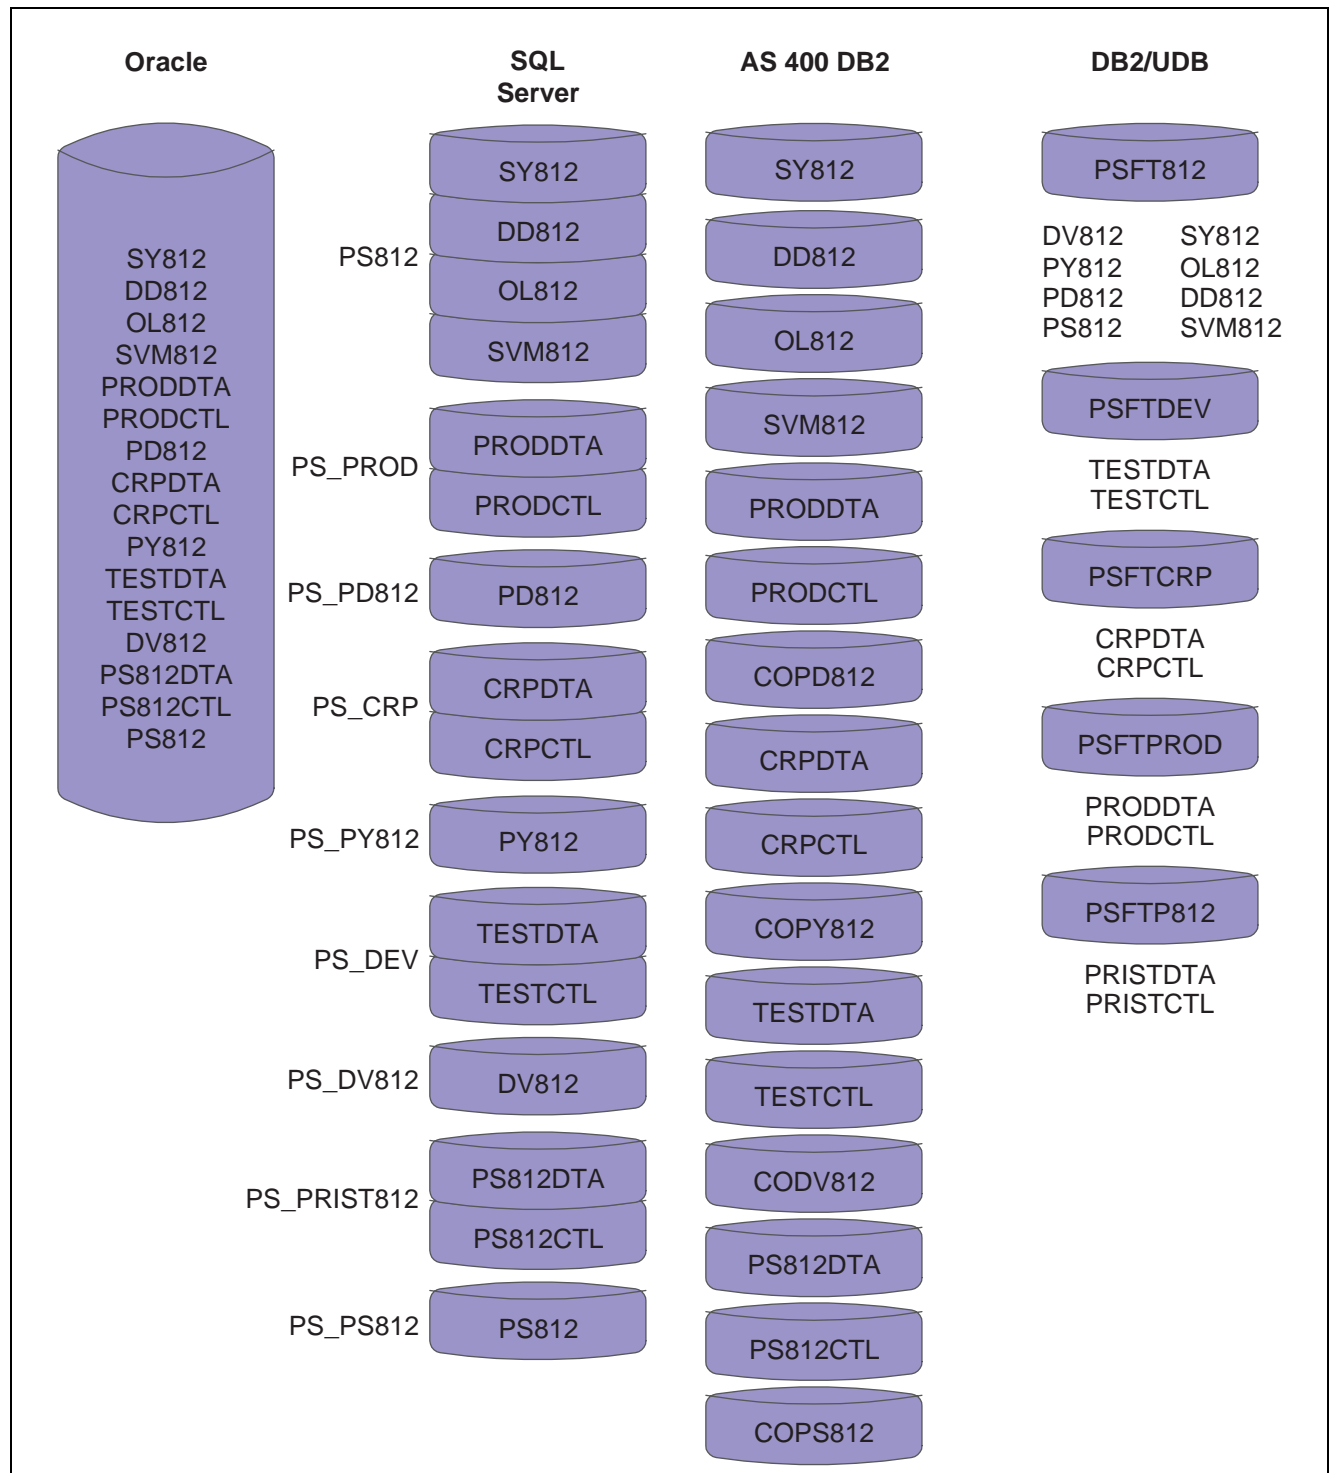 Oracle
SY812
DD812
OL812
SVM812
PRODDTA
PRODCTL
PD812
CRPDTA
CRPCTL
PY812
TESTDTA
TESTCTL
DV812
PS812DTA
PS812CTL
PS812
SQL
Server
PS812
SY812
DD812
OL812
SVM812
PS_PROD
PRODDTA
PRODCTL
PS_PD812
PD812
PS_CRP
CRPDTA
CRPCTL
PS_PY812
PY812
PS_DEV
TESTDTA
TESTCTL
PS_DV812
DV812
PS_PRIST812
PS812DTA
PS812CTL
PS_PS812
PS812
AS 400 DB2
SY812
DD812
OL812
SVM812
PRODDTA
PRODCTL
COPD812
CRPDTA
CRPCTL
COPY812
TESTDTA
TESTCTL
CODV812
PS812DTA
PS812CTL
COPS812
DB2/UDB
PSFT812
DV812 SY812
PY812 OL812
PD812 DD812
PS812 SVM812
PSFTDEV
TESTDTA
TESTCTL
PSFTCRP
CRPDTA
CRPCTL
PSFTPROD
PRODDTA
PRODCTL
PSFTP812
PRISTDTA
PRISTCTL